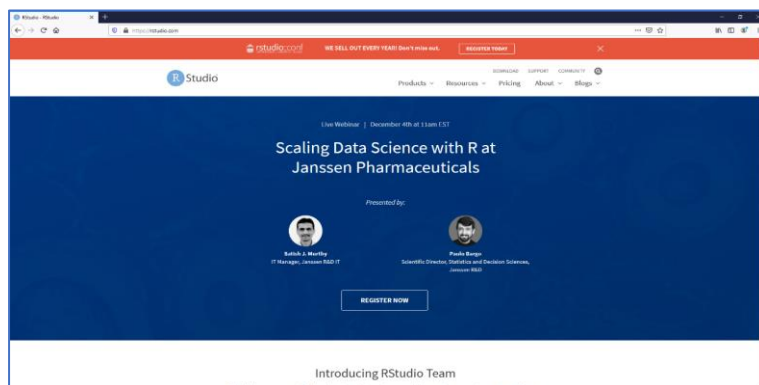 RStudio - RStudio
https://rstudio.com
rstudio::conf WE SELL OUT EVERY YEAR! Don't miss out. REGISTER TODAY
DOWNLOAD SUPPORT COMMUNITY
R Studio
Products Resources Pricing About Blogs
Live Webinar | December 4th at 11am EST
Scaling Data Science with R at
Janssen Pharmaceuticals
Presented by:
Satish J. Murthy
IT Manager, Janssen R&D IT
Paulo Bargo
Scientific Director, Statistics and Decision Sciences,
Janssen R&D
REGISTER NOW
Introducing RStudio Team